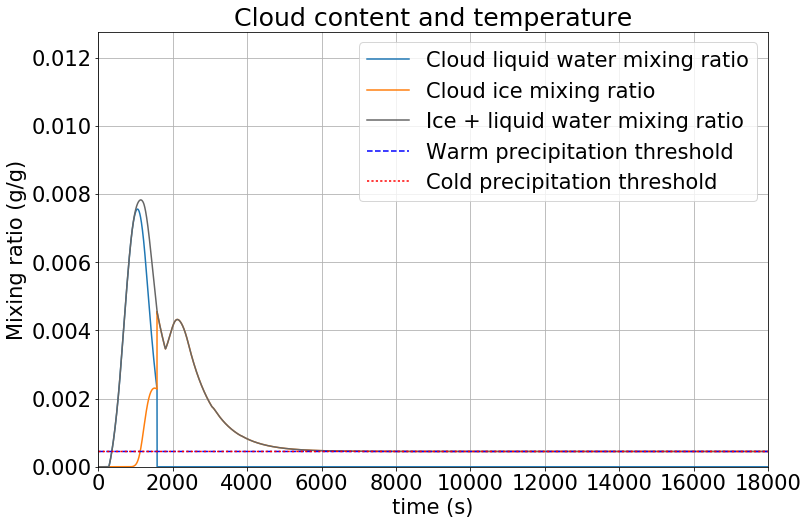 Cloud content and temperature
Cloud liquid water mixing ratio
Cloud ice mixing ratio
Ice + liquid water mixing ratio
Warm precipitation threshold
Cold precipitation threshold
Mixing ratio (g/g)
0.012
0.010
0.008
0.006
0.004
0.002
0.000
0 2000 4000 6000 8000 10000 12000 14000 16000 18000
time (s)